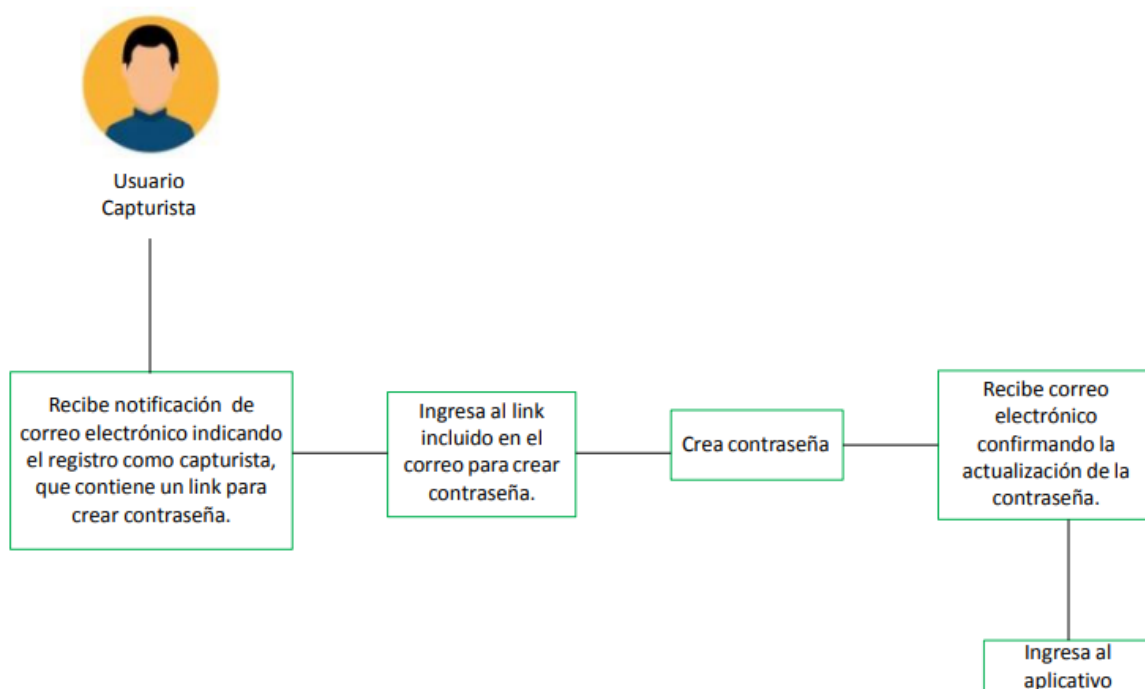 Usuario
Capturista
Recibe notificación de
correo electrónico indicando
el registro como capturista,
que contiene un link para
crear contraseña.
Ingresa al link
incluido en el
correo para crear
contraseña.
Crea contraseña
Recibe correo
electrónico
confirmando la
actualización de la
contraseña.
Ingresa al
aplicativo